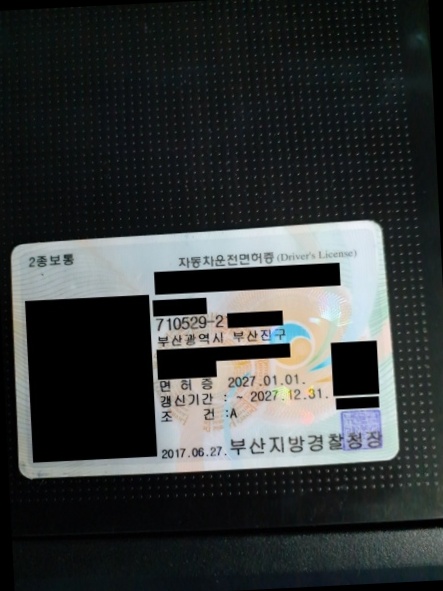 2종보통
자동차운전면허증 (Driver's License)
710529-2
부산광역시 부산진구
면 허 증 2027.01.01.
갱신기간 : ~ 2027.12.31.
조 건 :A
2017.06.27. 부산지방경찰청장